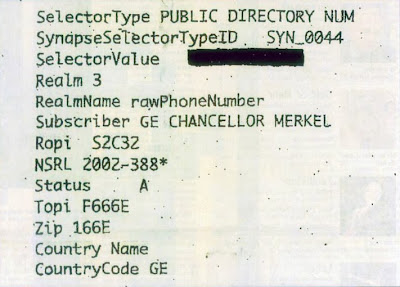 SelectorType PUBLIC DIRECTORY NUM
SynapseSelectorTypeID SYN_0044
SelectorValue
Realm 3
RealmName rawPhoneNumber
Subscriber GE CHANCELLOR MERKEL
Ropi S2C32
NSRL 2002-388*
Status A
Topi F666E
Zip 166E
Country Name
CountryCode GE